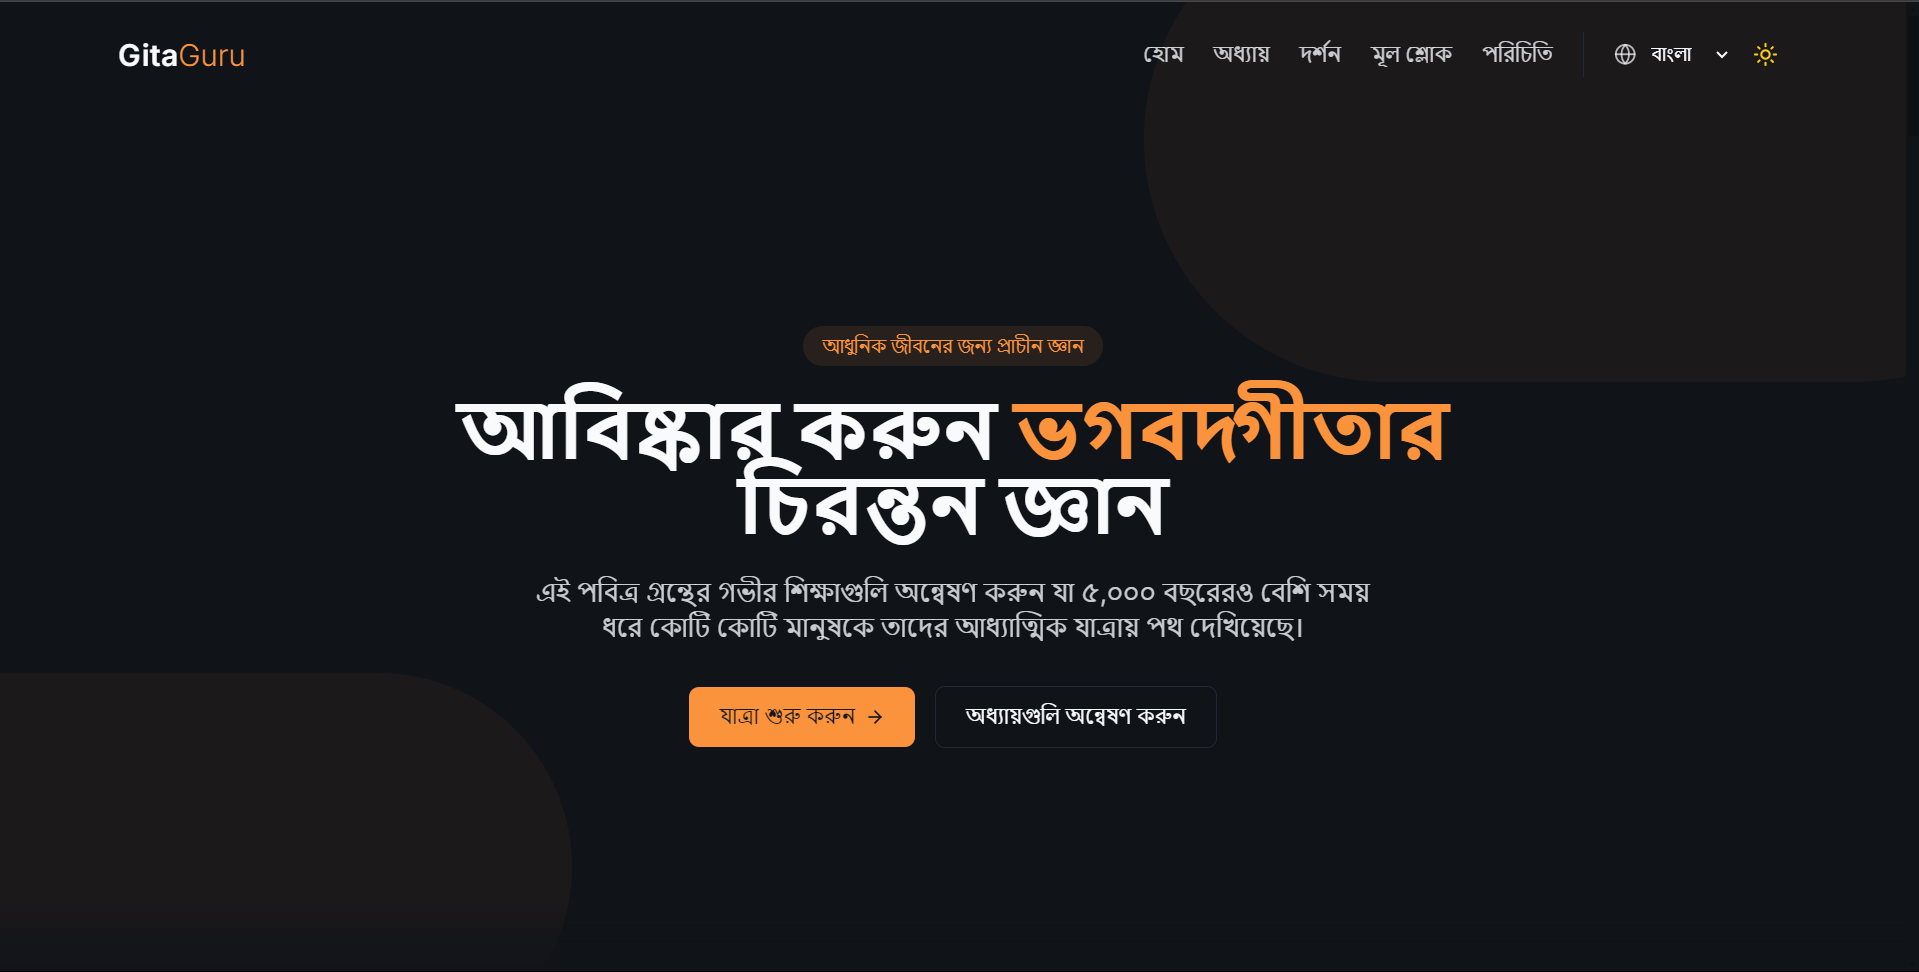 GitaGuru
হোম অধ্যায় দর্শন মূল শ্লোক পরিচিতি বাংলা
আধুনিক জীবনের জন্য প্রাচীন জ্ঞান
আবিষ্কার করুন ভগবদ্গীতার
চিরন্তন জ্ঞান
এই পবিত্র গ্রন্থের গভীর শিক্ষাগুলি অন্বেষণ করুন যা ৫,০০০ বছরেরও বেশি সময়
ধরে কোটি কোটি মানুষকে তাদের আধ্যাত্মিক যাত্রায় পথ দেখিয়েছে।
যাত্রা শুরু করুন → অধ্যায়গুলি অন্বেষণ করুন